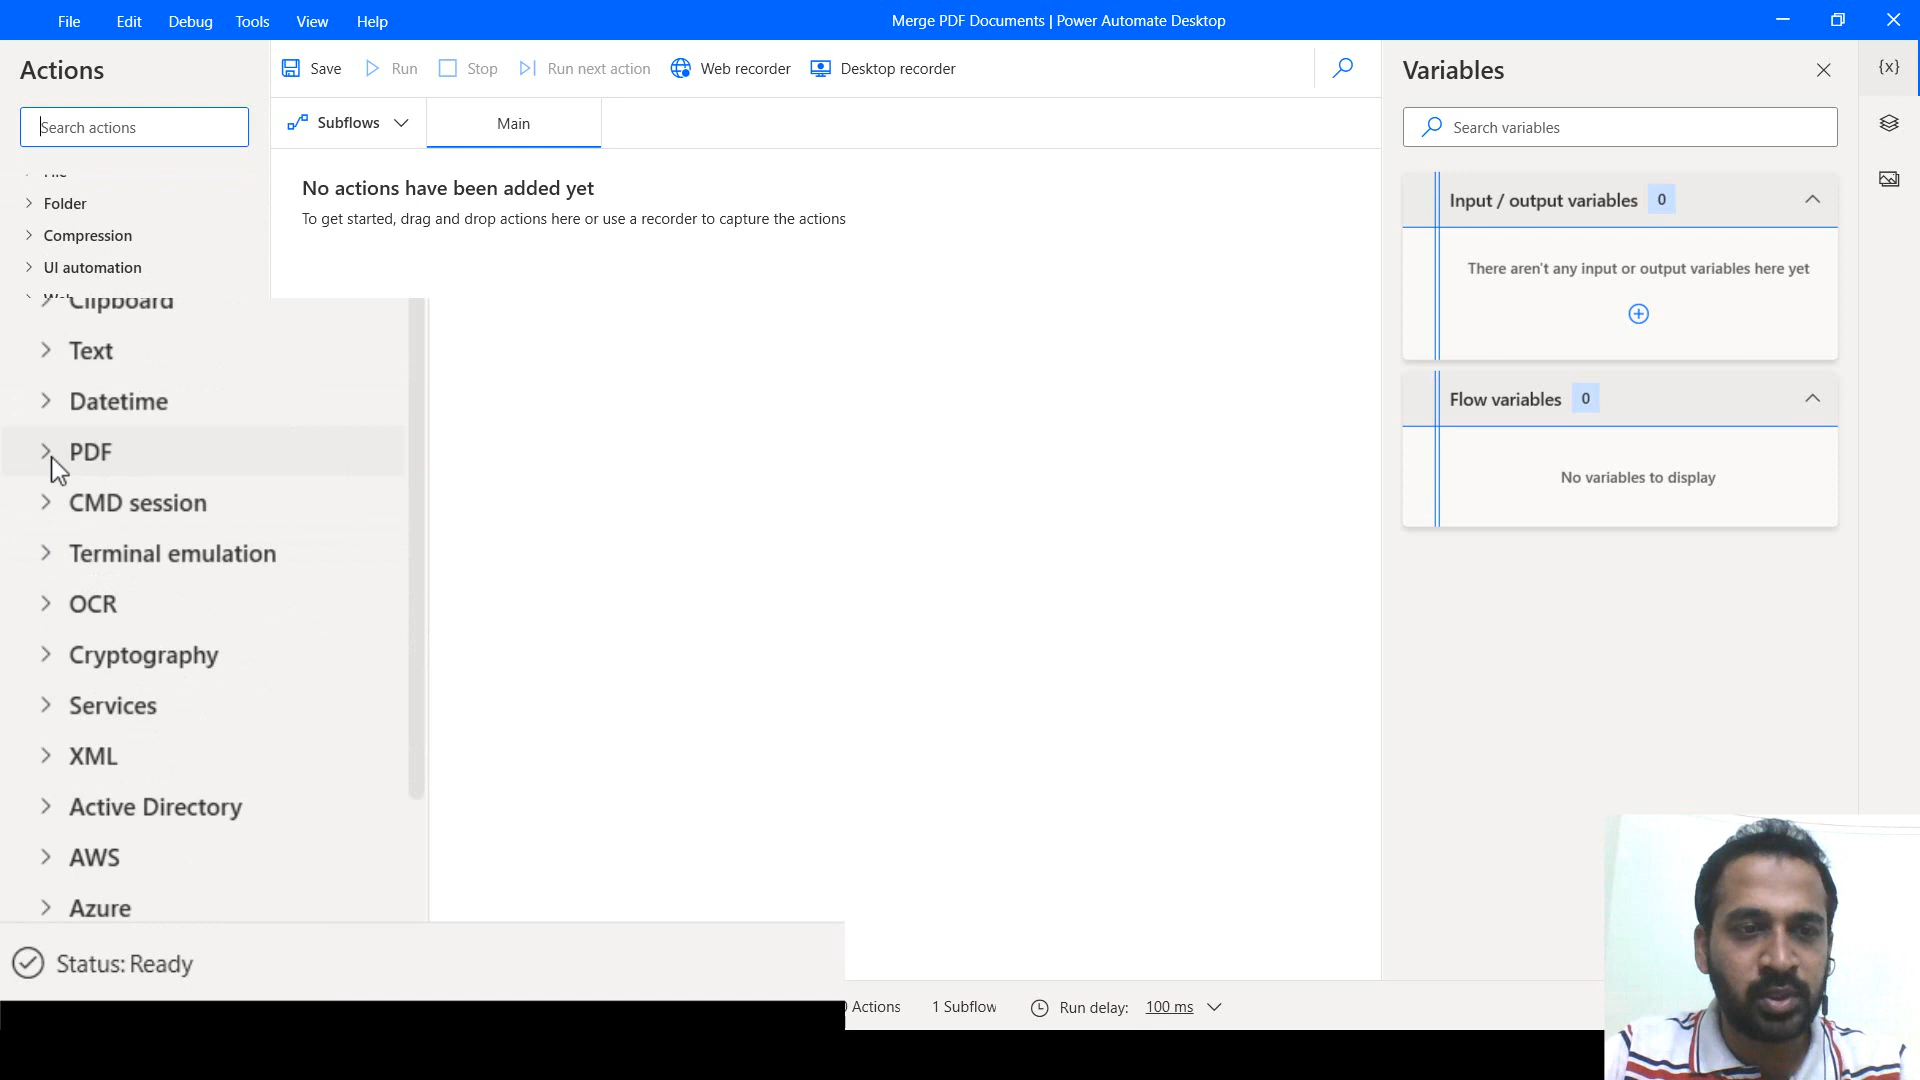 File Edit Debug Tools View Help
Merge PDF Documents | Power Automate Desktop
Actions
Search actions
Folder
Compression
UI automation
Clipboard
Text
Datetime
PDF
CMD session
Terminal emulation
OCR
Cryptography
Services
XML
Active Directory
AWS
Azure
Status: Ready
Save Run Stop Run next action Web recorder Desktop recorder
Subflows Main
No actions have been added yet
To get started, drag and drop actions here or use a recorder to capture the actions
Actions 1 Subflow Run delay: 100 ms
Variables
{x}
Search variables
Input / output variables 0
There aren't any input or output variables here yet
Flow variables 0
No variables to display